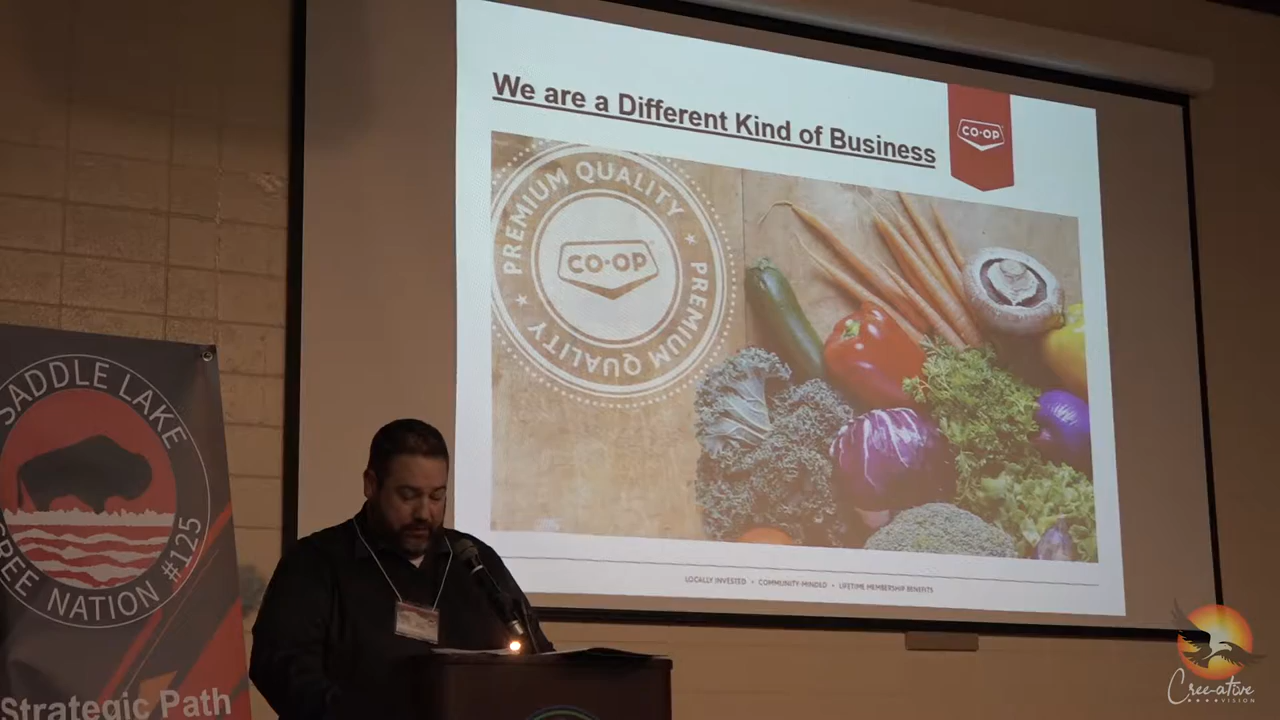 We are a Different Kind of Business
CO-OP
PREMIUM QUALITY ★ PREMIUM QUALITY ★
CO-OP
LOCALLY INVESTED • COMMUNITY-MINDED • LIFETIME MEMBERSHIP BENEFITS
SADDLE LAKE
CREE NATION #125
Strategic Path
Cree-ative
VISION